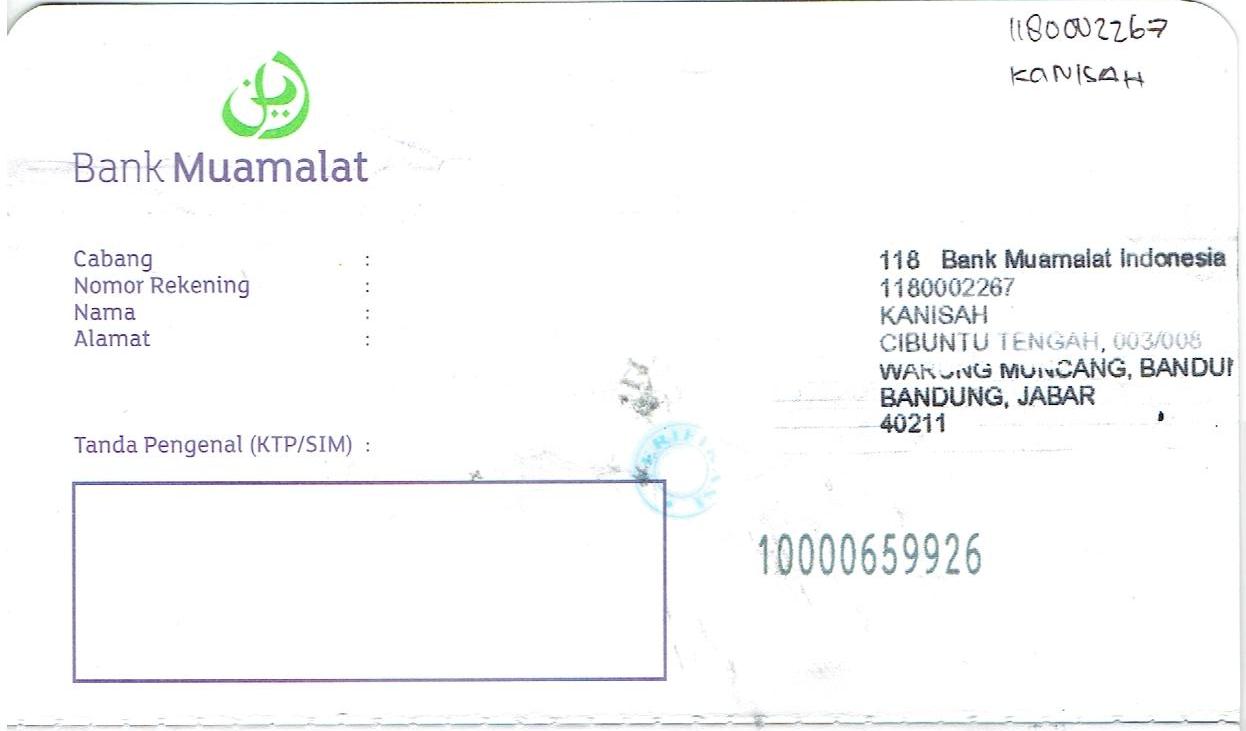 1180002267
KANISAH
Bank Muamalat
Cabang :
Nomor Rekening :
Nama :
Alamat :
118 Bank Muamalat Indonesia
1180002267
KANISAH
CIBUNTU TENGAH, 003/008
WARUNG MUNCANG, BANDU
BANDUNG, JABAR
40211
Tanda Pengenal (KTP/SIM) :
10000659926